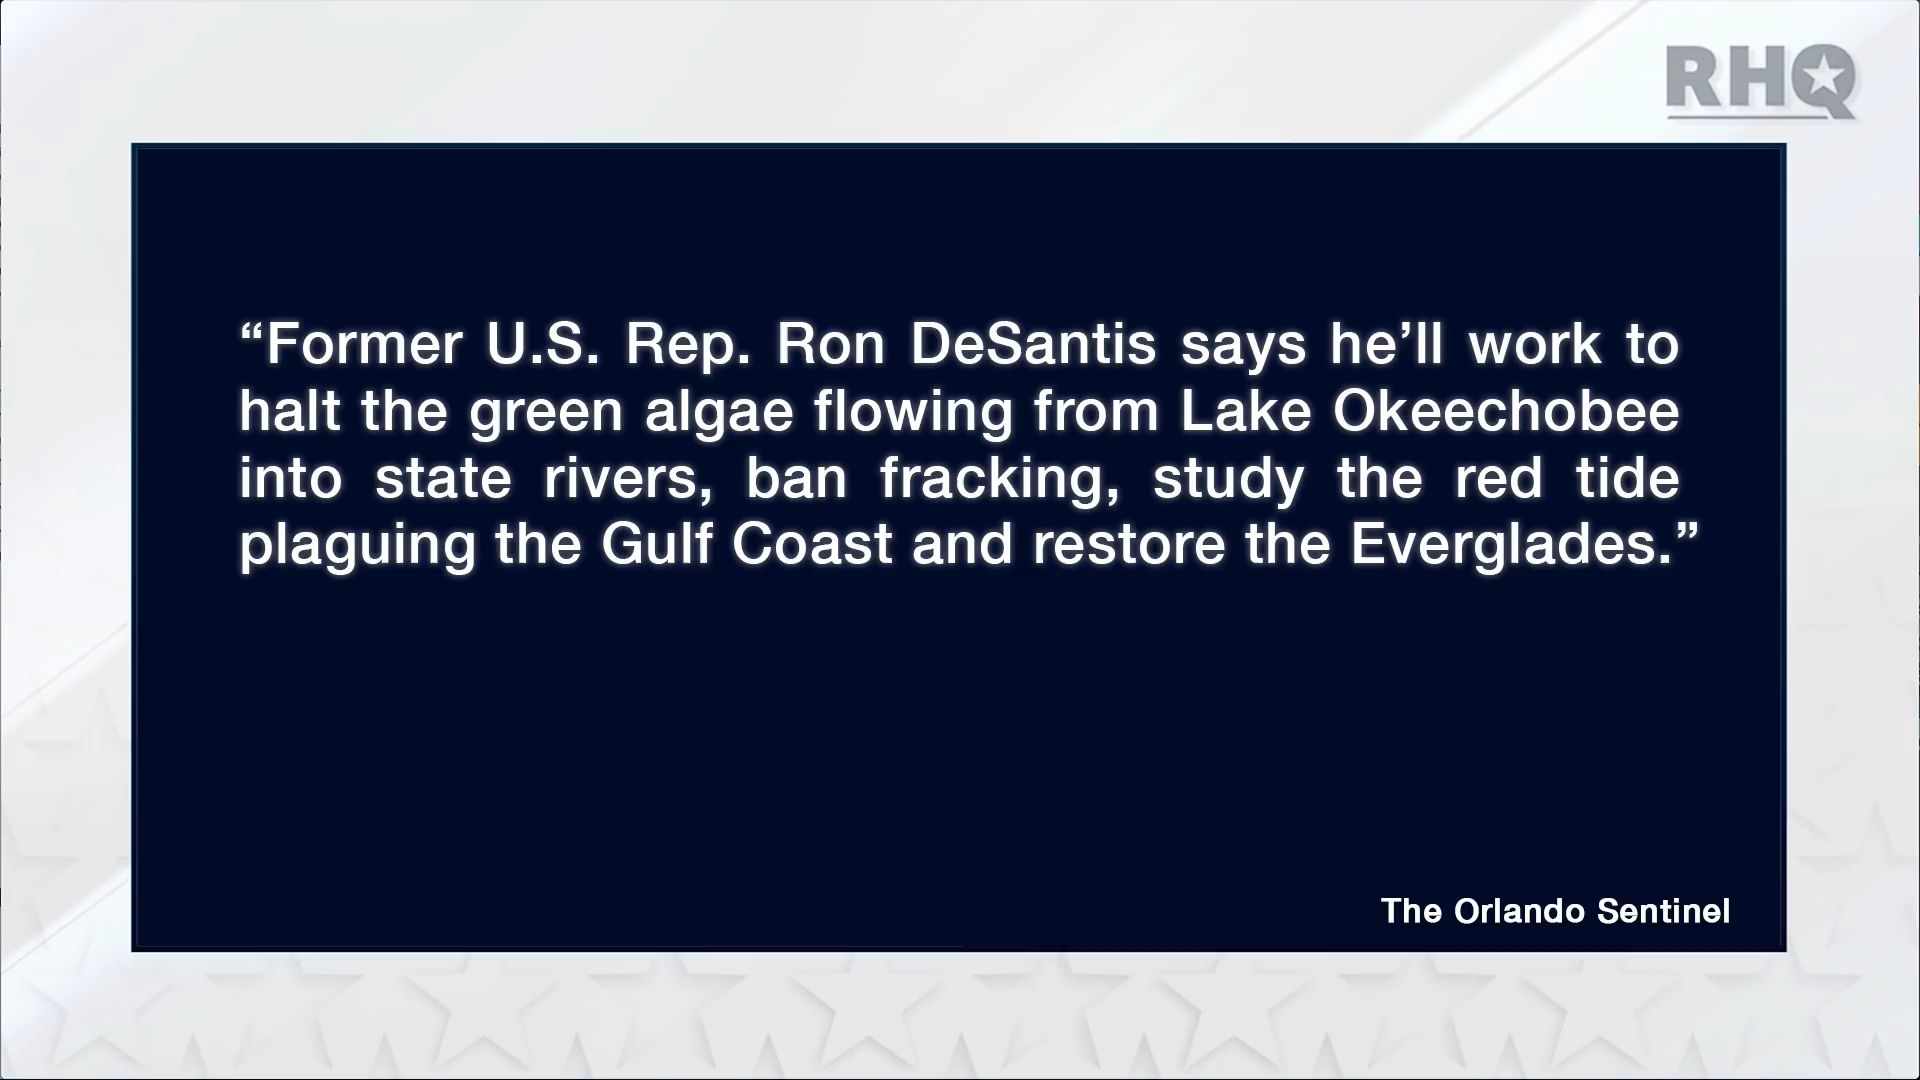 RHQ
“Former U.S. Rep. Ron DeSantis says he’ll work to
halt the green algae flowing from Lake Okeechobee
into state rivers, ban fracking, study the red tide
plaguing the Gulf Coast and restore the Everglades.”
The Orlando Sentinel